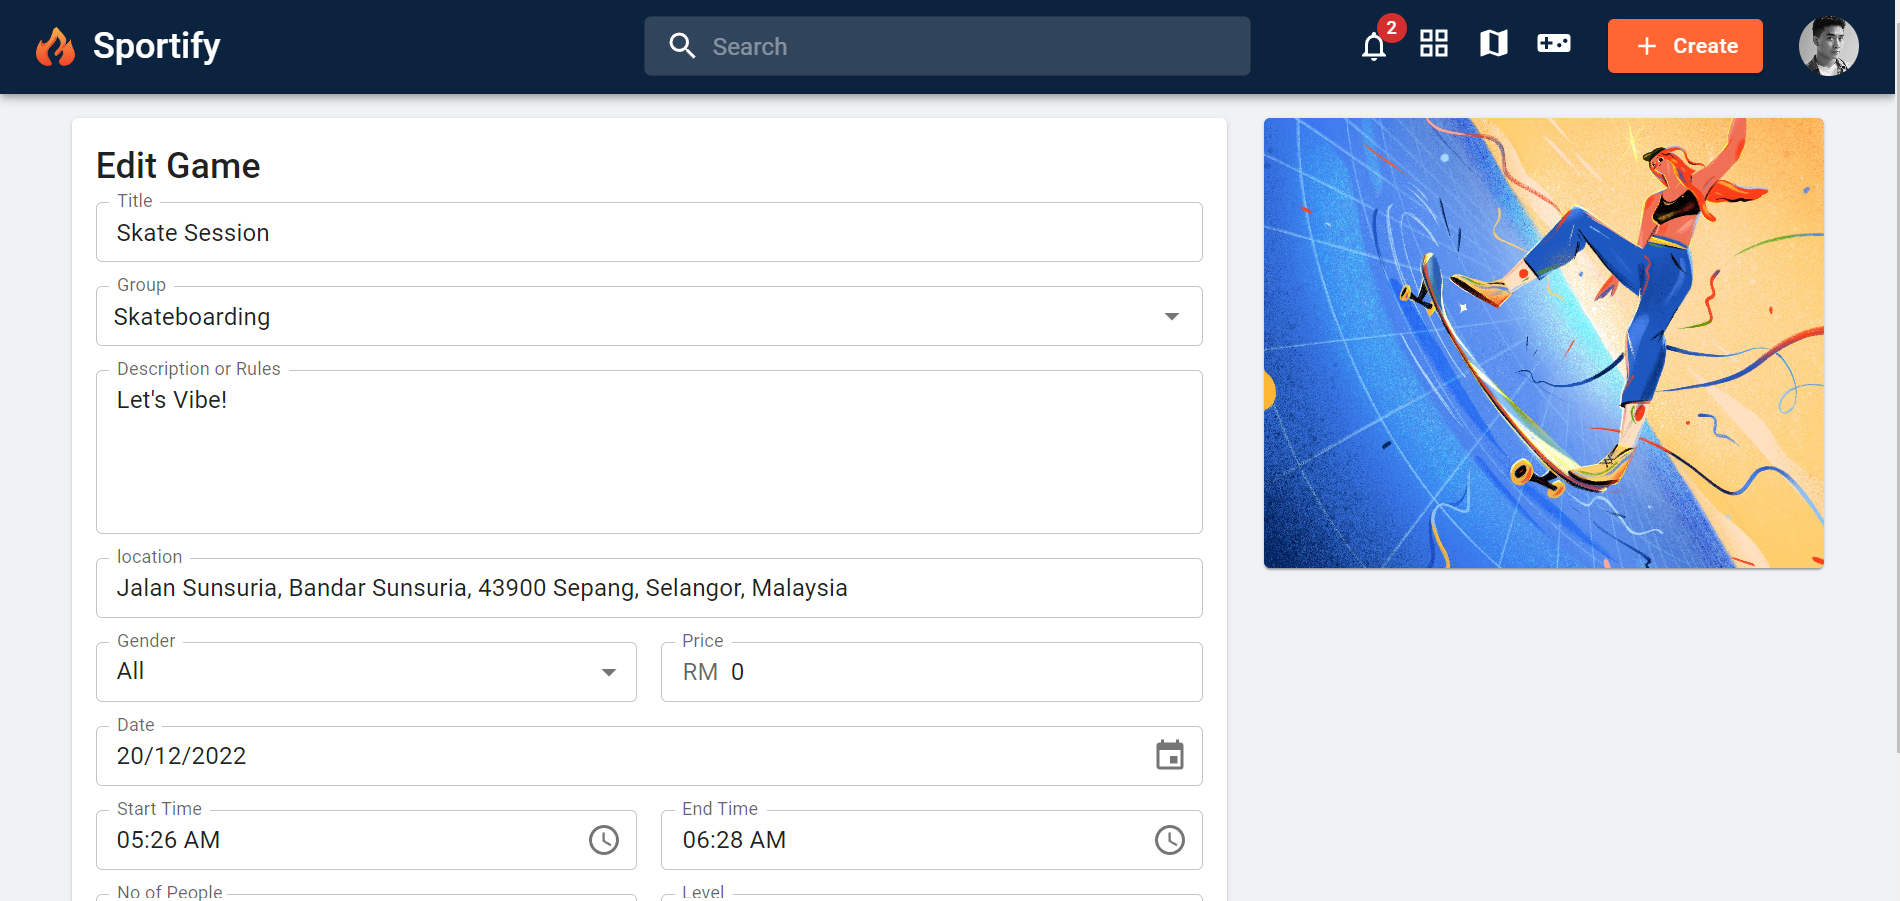 Sportify
Search
2
Create
Edit Game
Title
Skate Session
Group
Skateboarding
Description or Rules
Let's Vibe!
location
Jalan Sunsuria, Bandar Sunsuria, 43900 Sepang, Selangor, Malaysia
Gender
All
Price
RM 0
Date
20/12/2022
Start Time
05:26 AM
End Time
06:28 AM
No of People
Level